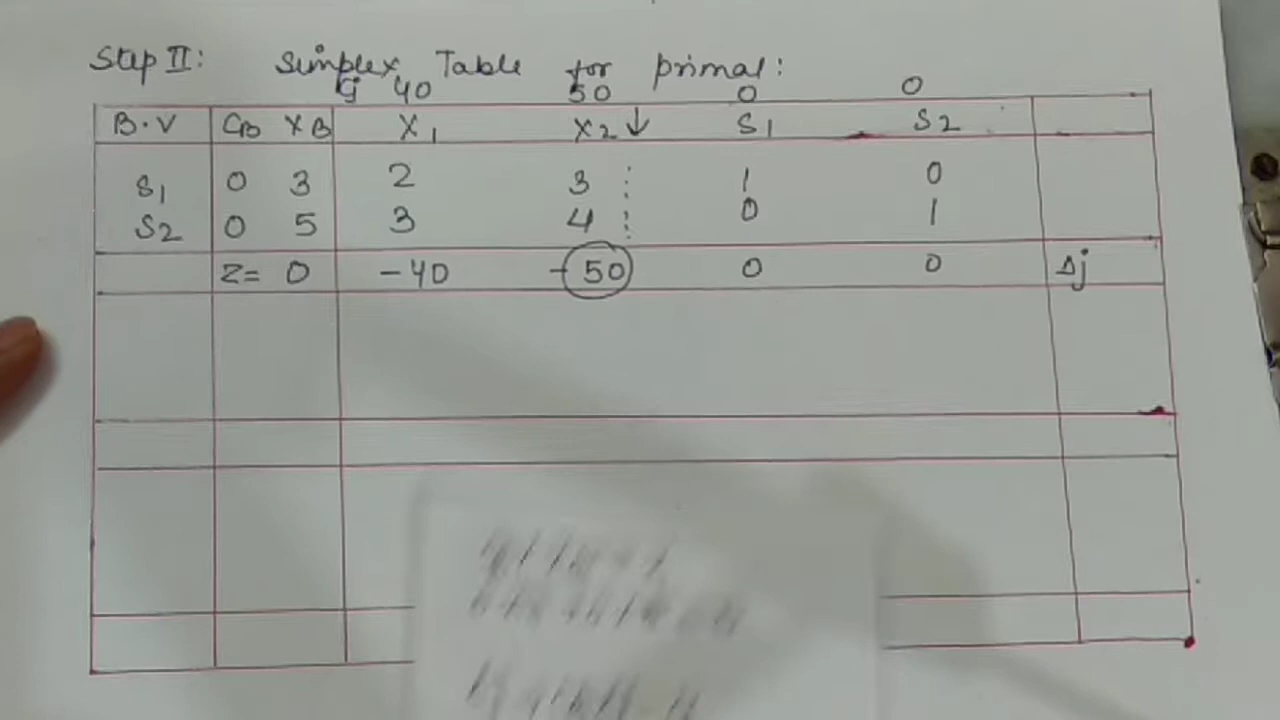 Step II: Simplex Table for primal:
Cj 40 50 0 0
B.V CB XB X1 X2 ↓ S1 S2
S1 0 3 2 3 1 0
S2 0 5 3 4 0 1
Z= 0 -40 -50 0 0 Δj